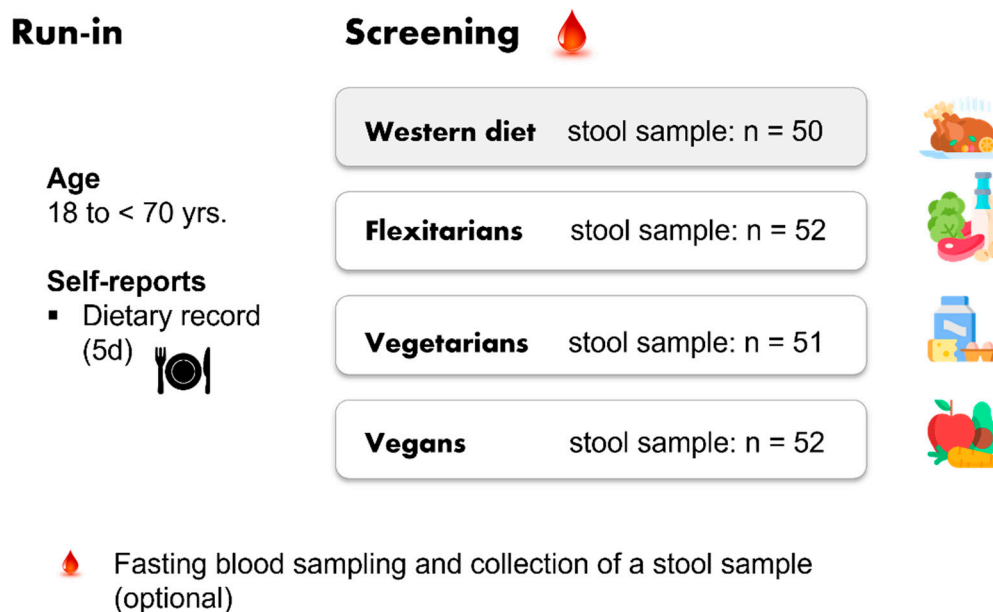 Run-in
Screening
Age
18 to < 70 yrs.
Self-reports
▪ Dietary record
(5d)
Western diet stool sample: n = 50
Flexitarians stool sample: n = 52
Vegetarians stool sample: n = 51
Vegans stool sample: n = 52
Fasting blood sampling and collection of a stool sample
(optional)